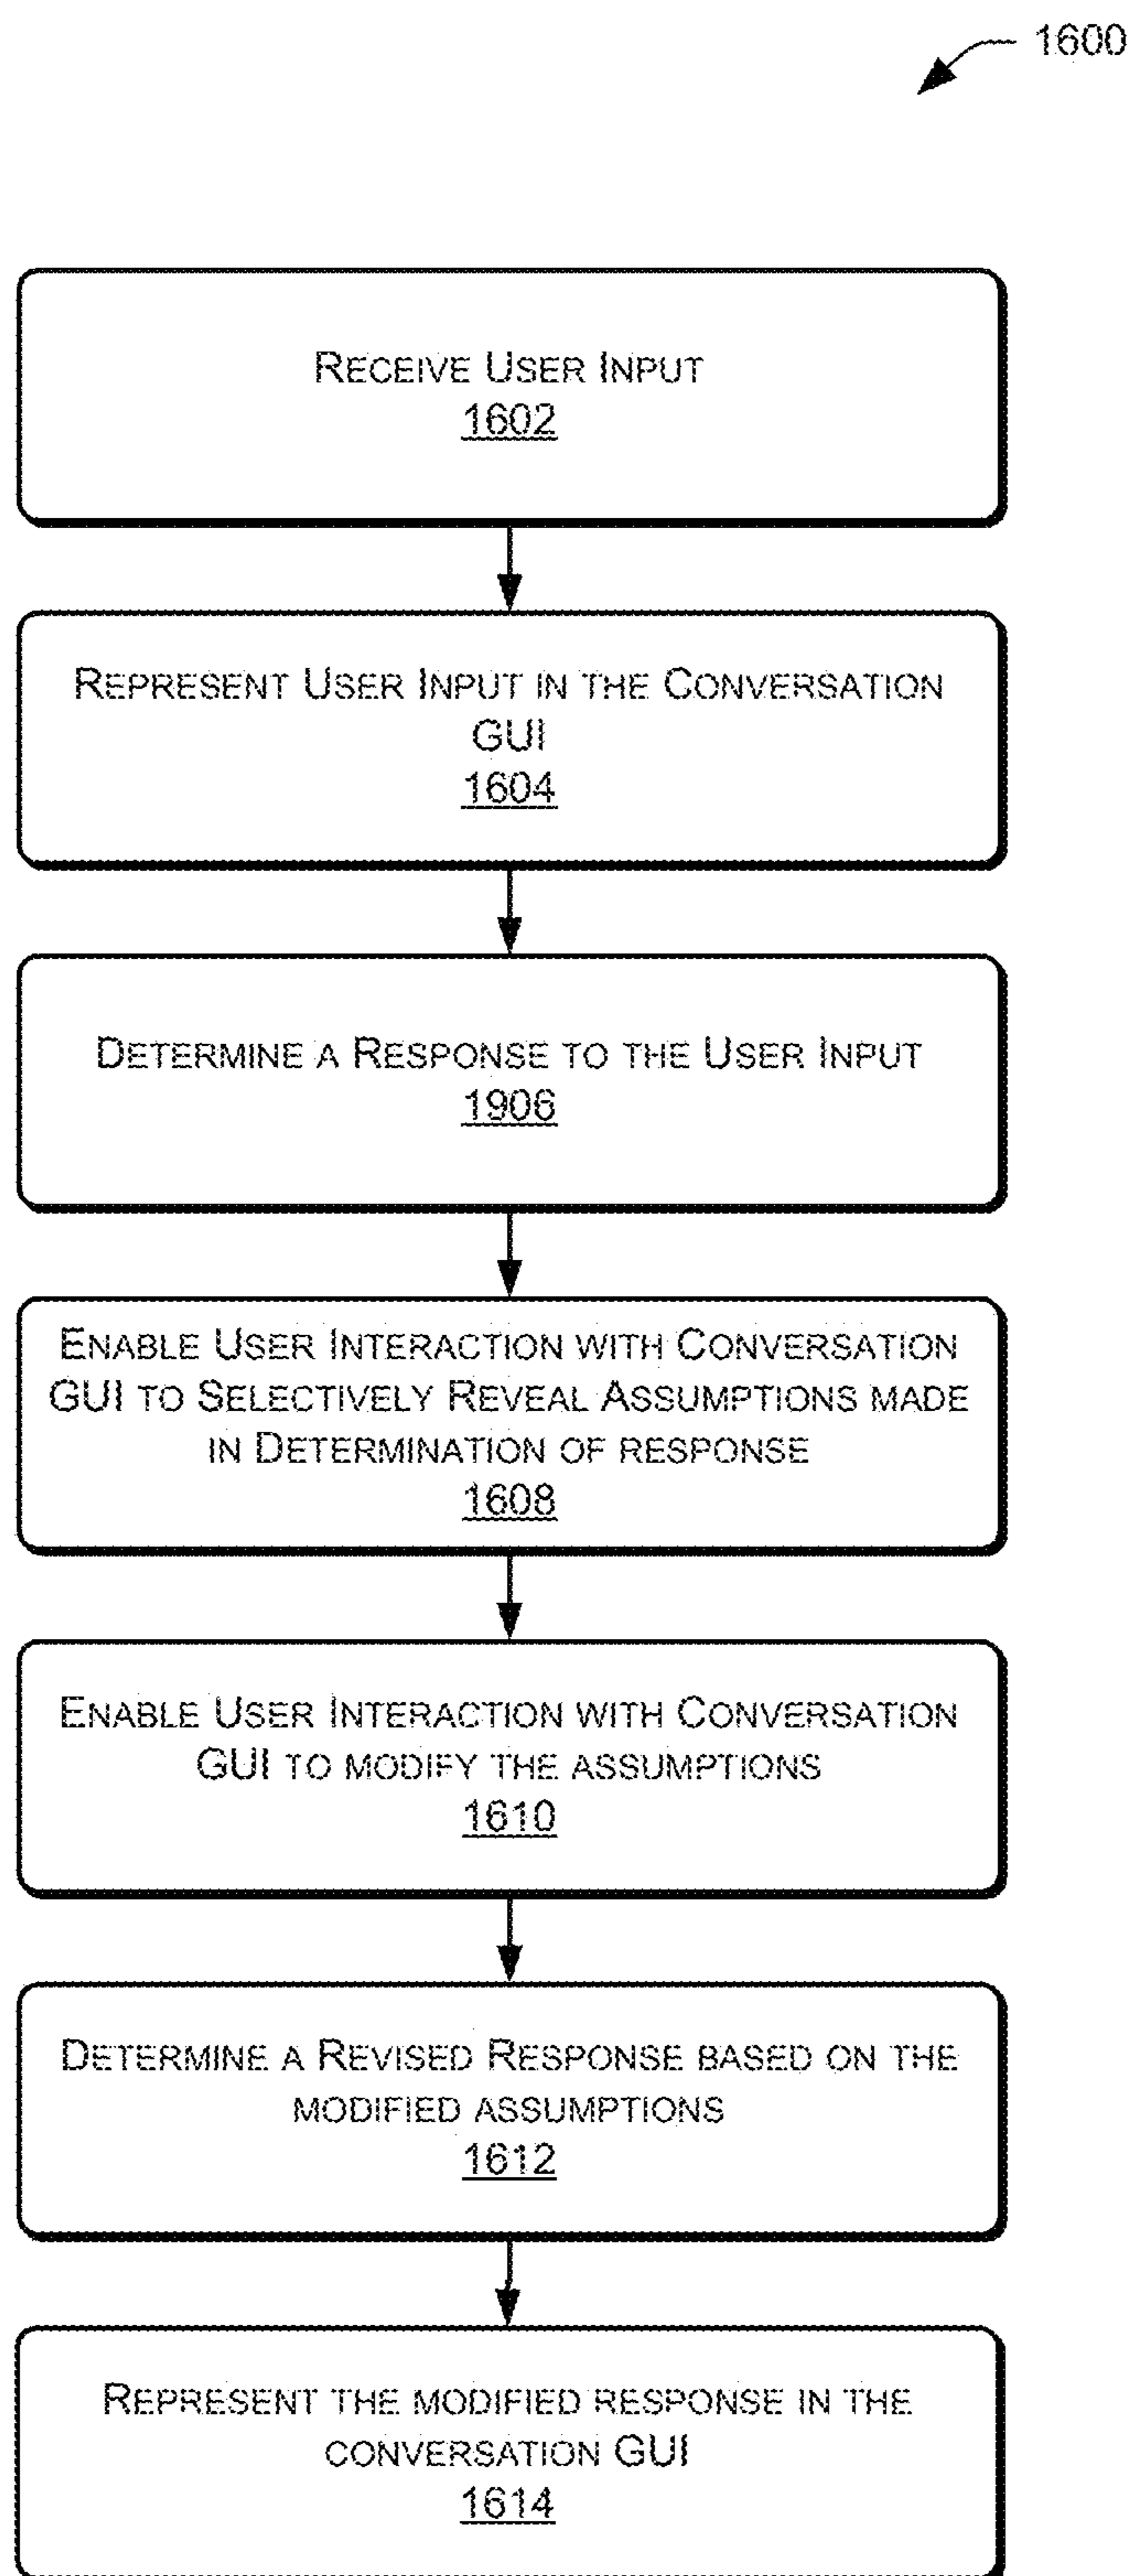 1600
RECEIVE USER INPUT
1602
REPRESENT USER INPUT IN THE CONVERSATION
GUI
1604
DETERMINE A RESPONSE TO THE USER INPUT
1906
ENABLE USER INTERACTION WITH CONVERSATION
GUI TO SELECTIVELY REVEAL ASSUMPTIONS MADE
IN DETERMINATION OF RESPONSE
1608
ENABLE USER INTERACTION WITH CONVERSATION
GUI TO MODIFY THE ASSUMPTIONS
1610
DETERMINE A REVISED RESPONSE BASED ON THE
MODIFIED ASSUMPTIONS
1612
REPRESENT THE MODIFIED RESPONSE IN THE
CONVERSATION GUI
1614